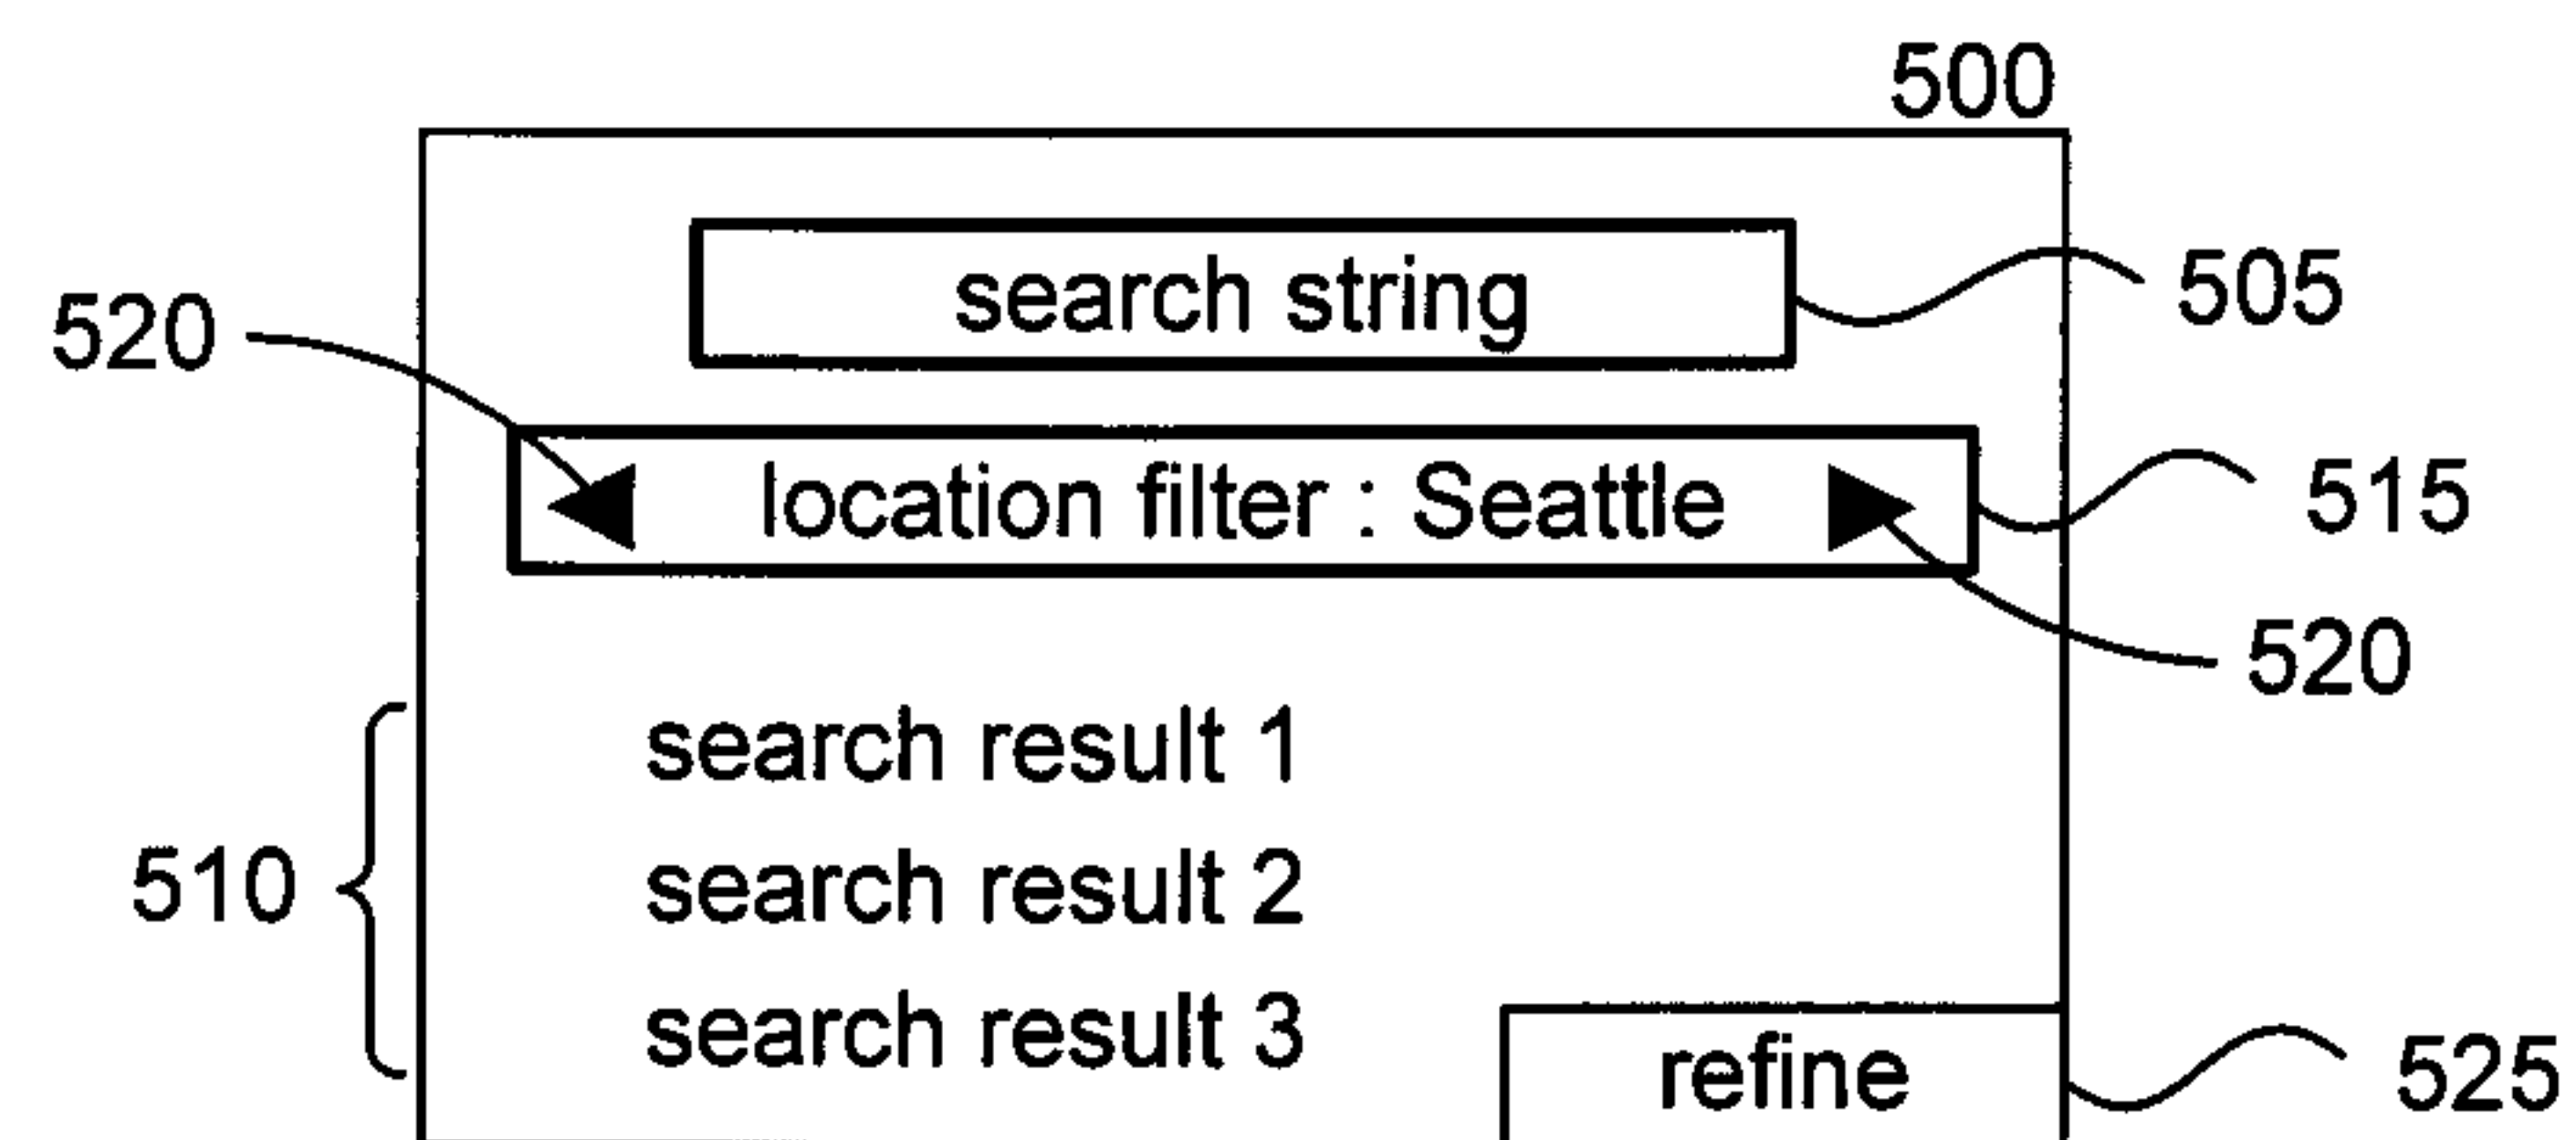 500
search string
505
520
location filter : Seattle
515
520
search result 1
510
search result 2
search result 3
refine
525